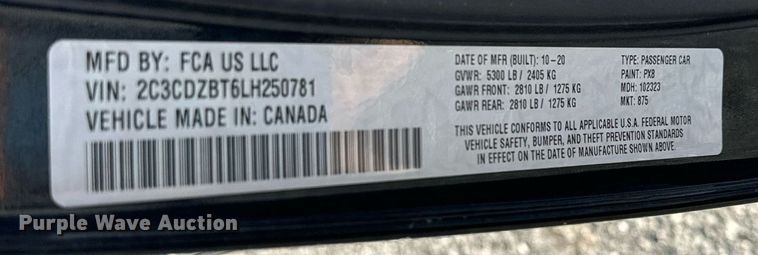 MFD BY: FCA US LLC
VIN: 2C3CDZBT6LH250781
VEHICLE MADE IN: CANADA
DATE OF MFR (BUILT): 10-20
GVWR: 5300 LB / 2405 KG
GAWR FRONT: 2810 LB / 1275 KG
GAWR REAR: 2810 LB / 1275 KG
TYPE: PASSENGER CAR
PAINT: PX8
MDH: 102323
MKT: 875
THIS VEHICLE CONFORMS TO ALL APPLICABLE U.S.A. FEDERAL MOTOR
VEHICLE SAFETY, BUMPER, AND THEFT PREVENTION STANDARDS
IN EFFECT ON THE DATE OF MANUFACTURE SHOWN ABOVE.
Purple Wave Auction